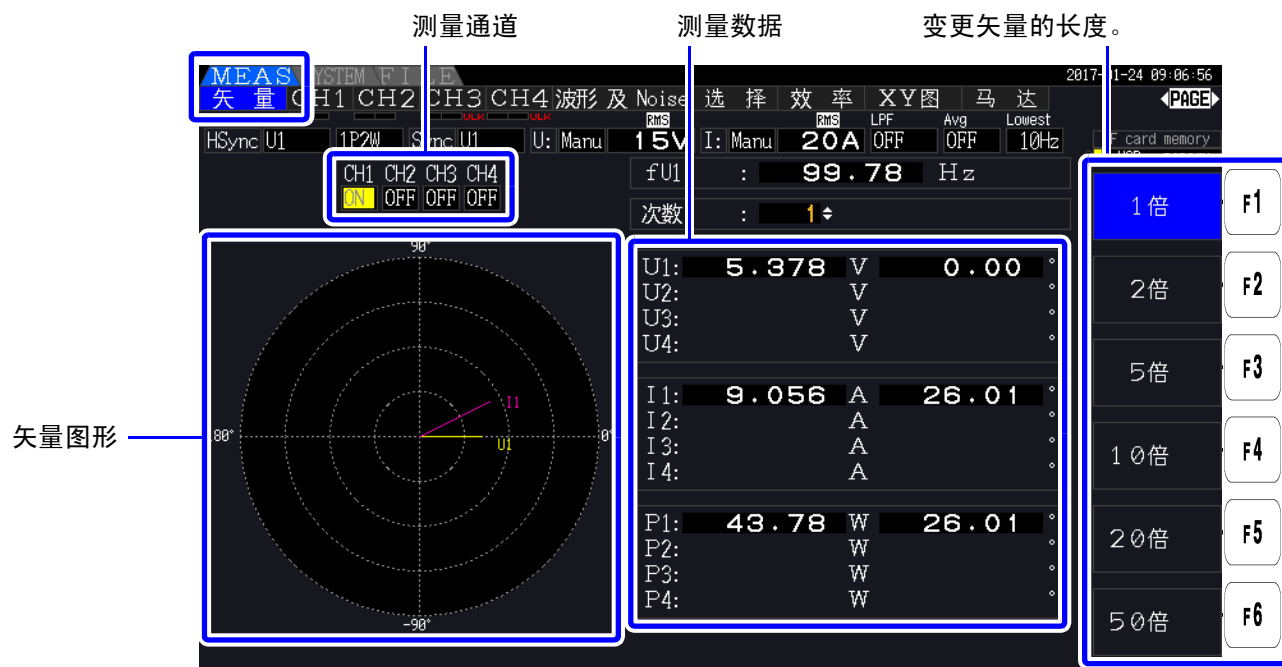 测量通道 测量数据 变更矢量的长度。
MEAS SYSTEM FILE 2017-01-24 09:06:56
矢量 CH1 CH2 CH3 CH4 波形 及 Noise 选择 效率 XY图 马达 PAGE
RMS RMS LPF Avg Lowest
HSync U1 1P2W Sync U1 U: Manu 15V I: Manu 20A OFF OFF 10Hz CF card memory
CH1 CH2 CH3 CH4 fU1 : 99.78 Hz
ON OFF OFF OFF
次数 : 1
1倍 F1
90°
U1: 5.378 V 0.00 °
U2: V °
U3: V °
U4: V
2倍 F2
5倍 F3
I1: 9.056 A 26.01 °
I2: A °
I3: A °
I4: A °
I1
矢量图形
0°
U1
10倍 F4
P1: 43.78 W 26.01 °
P2: W °
P3: W °
P4: W °
20倍 F5
-90°
50倍 F6